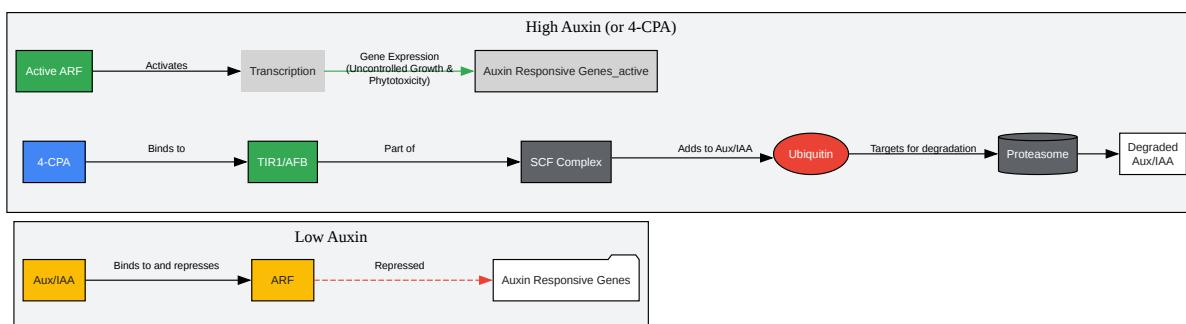 High Auxin (or 4-CPA)
Active ARF
Activates
Transcription
Gene Expression
(Uncontrolled Growth &
Phytotoxicity)
Auxin Responsive Genes_active
4-CPA
Binds to
TIR1/AFB
Part of
SCF Complex
Adds to Aux/IAA
Ubiquitin
Targets for degradation
Proteasome
Degraded
Aux/IAA
Low Auxin
Aux/IAA
Binds to and represses
ARF
Repressed
Auxin Responsive Genes